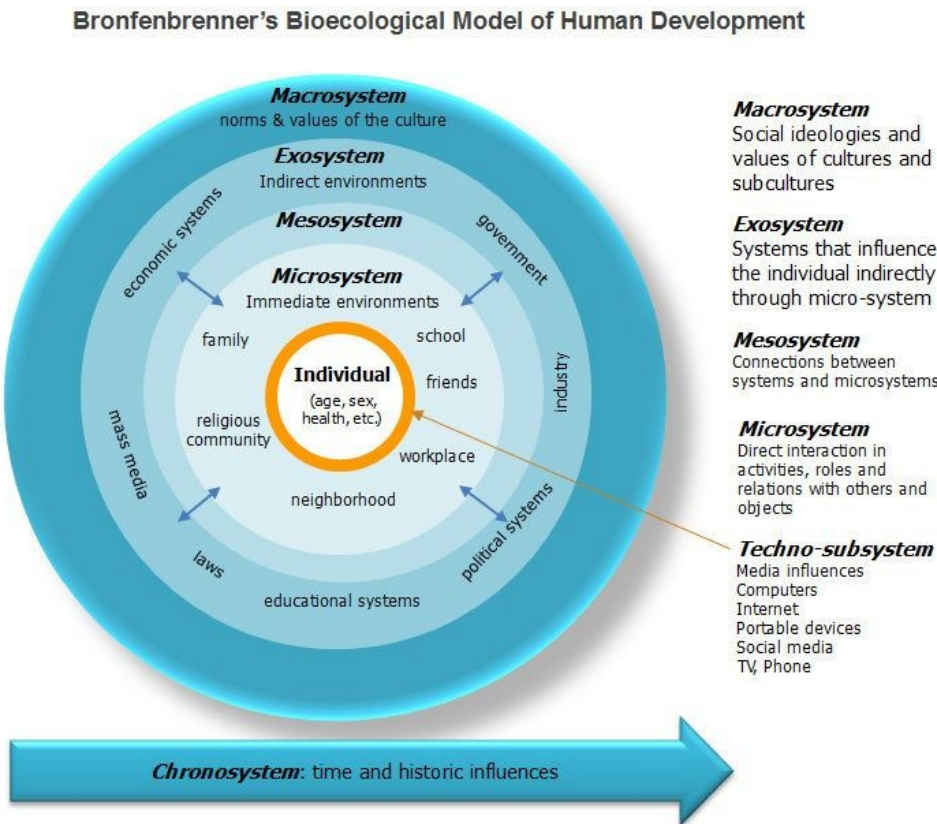 Bronfenbrenner's Bioecological Model of Human Development
Macrosystem
norms & values of the culture
Exosystem
Indirect environments
Mesosystem
Microsystem
Immediate environments
economic systems
government
family
school
Individual
(age, sex,
health, etc.)
friends
industry
religious
community
workplace
mass media
neighborhood
political systems
laws
educational systems
Macrosystem
Social ideologies and
values of cultures and
subcultures
Exosystem
Systems that influence
the individual indirectly
through micro-system
Mesosystem
Connections between
systems and microsystems
Microsystem
Direct interaction in
activities, roles and
relations with others and
objects
Techno-subsystem
Media influences
Computers
Internet
Portable devices
Social media
TV, Phone
Chronosystem: time and historic influences